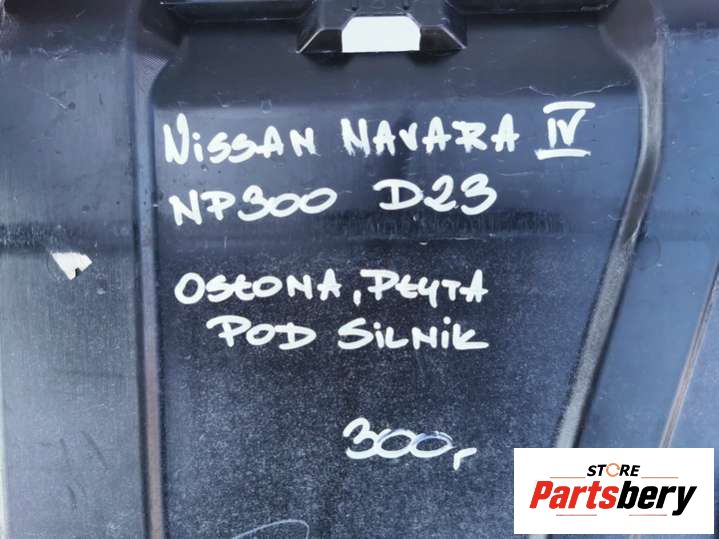 NISSAN NAVARA IV
NP300 D23
OSŁONA, PŁYTA
POD SILNIK
300,-
STORE
Partsbery